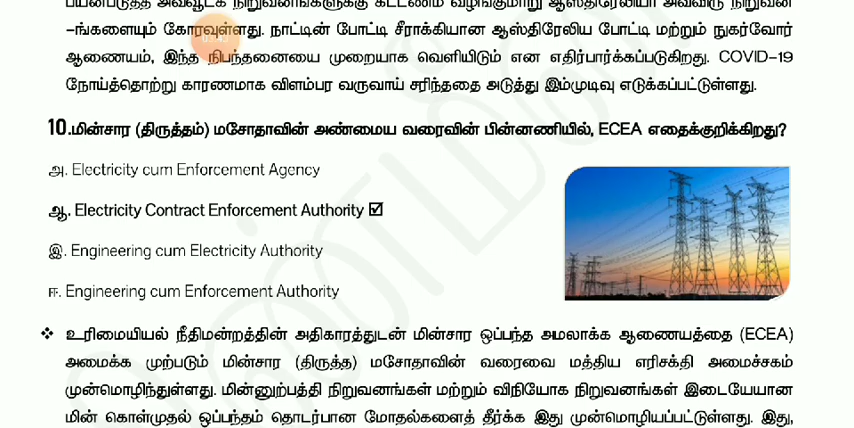 பயன்படுத்த அவ்வூடக நிறுவனங்களுக்கு கட்டணம் வழங்குமாறு ஆஸ்திரேலியா அவ்விரு நிறுவன
-ங்களையும் கோரவுள்ளது. நாட்டின் போட்டி சீராக்கியான ஆஸ்திரேலிய போட்டி மற்றும் நுகர்வோர்
ஆணையம், இந்த நிபந்தனையை முறையாக வெளியிடும் என எதிர்பார்க்கப்படுகிறது. COVID-19
நோய்த்தொற்று காரணமாக விளம்பர வருவாய் சரிந்ததை அடுத்து இம்முடிவு எடுக்கப்பட்டுள்ளது.
10.மின்சார (திருத்தம்) மசோதாவின் அண்மைய வரைவின் பின்னணியில், ECEA எதைக்குறிக்கிறது?
அ. Electricity cum Enforcement Agency
ஆ. Electricity Contract Enforcement Authority ☑
இ. Engineering cum Electricity Authority
ஈ. Engineering cum Enforcement Authority
❖ உரிமையியல் நீதிமன்றத்தின் அதிகாரத்துடன் மின்சார ஒப்பந்த அமலாக்க ஆணையத்தை (ECEA)
அமைக்க முற்படும் மின்சார (திருத்த) மசோதாவின் வரைவை மத்திய எரிசக்தி அமைச்சகம்
முன்மொழிந்துள்ளது. மின்னுற்பத்தி நிறுவனங்கள் மற்றும் விநியோக நிறுவனங்கள் இடையேயான
மின் கொள்முதல் ஒப்பந்தம் தொடர்பான மோதல்களைத் தீர்க்க இது முன்மொழியப்பட்டுள்ளது. இது,